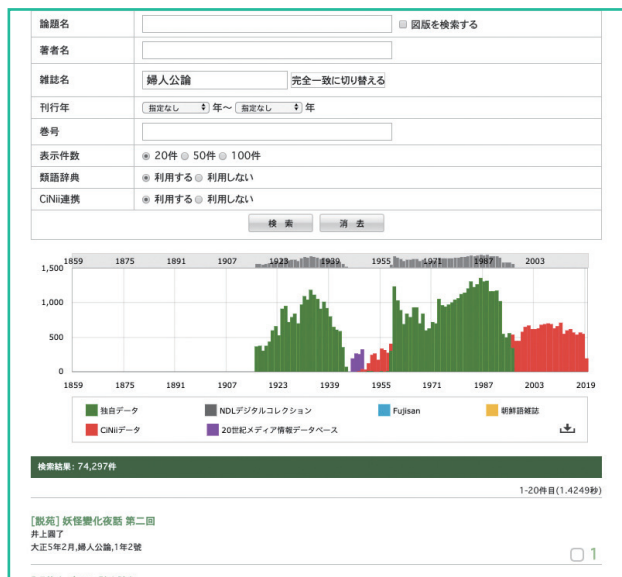 論題名
図版を検索する
著者名
雑誌名 婦人公論 完全一致に切り替える
刊行年 指定なし 年〜 指定なし 年
巻号
表示件数 20件 50件 100件
類語辞典 利用する 利用しない
CiNii連携 利用する 利用しない
検 索 消 去
1859 1875 1891 1907 1923 1939 1955 1971 1987 2003
1,500
1,000
500
0
1859 1875 1891 1907 1923 1939 1955 1971 1987 2003 2019
独自データ NDLデジタルコレクション Fujisan 朝鮮語雑誌
CiNiiデータ 20世紀メディア情報データベース
検索結果: 74,297件
1-20件目(1.4249秒)
[説苑] 妖怪變化夜話 第二回
井上圓了
大正5年2月,婦人公論,1年2號
1